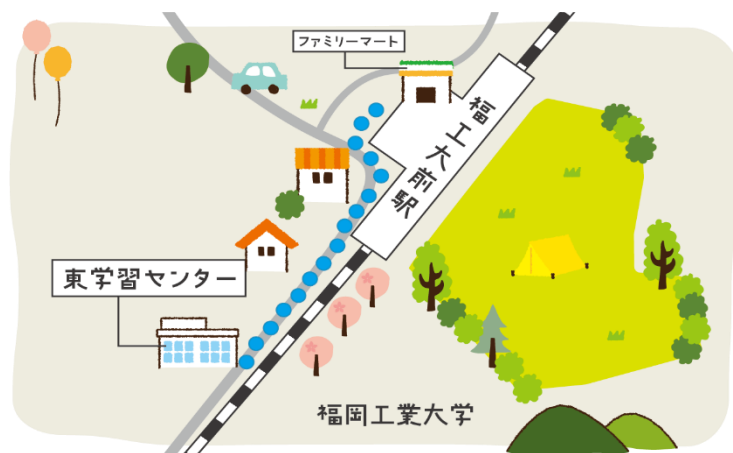 ファミリーマート
福工大前駅
東学習センター
福岡工業大学